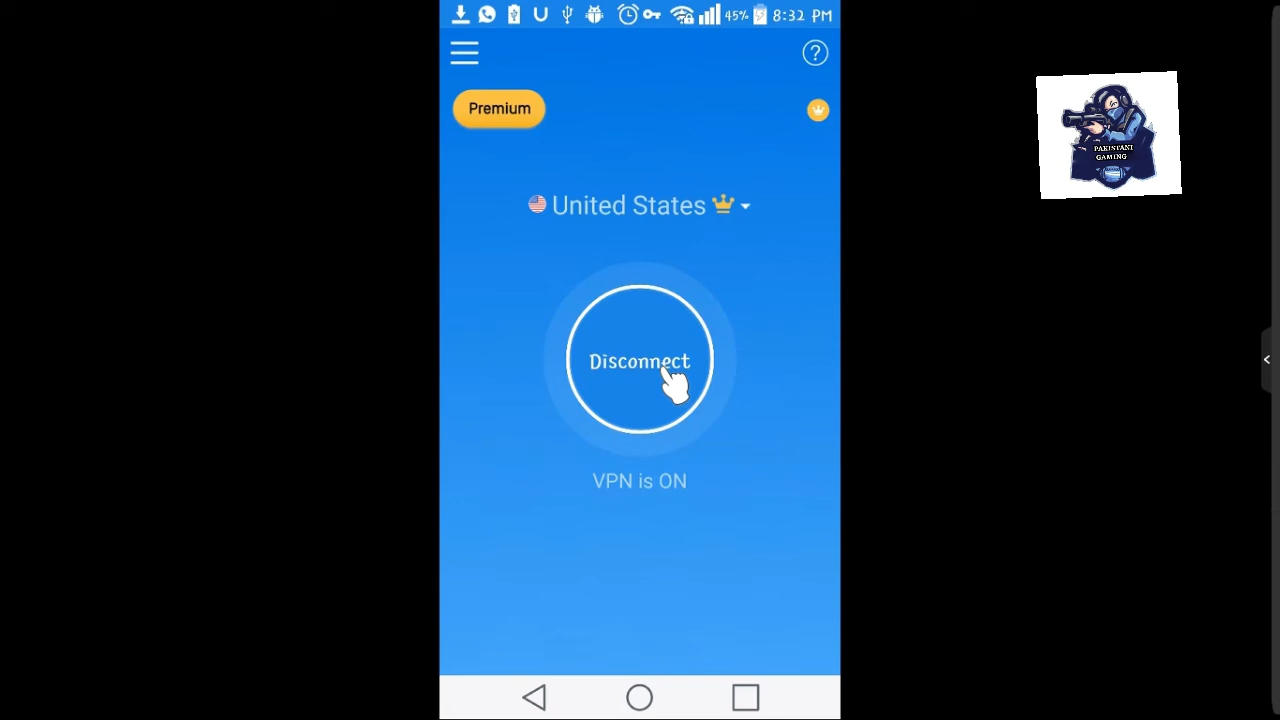 45% 8:32 PM
Premium
United States
Disconnect
VPN is ON
PAKISTANI
GAMING